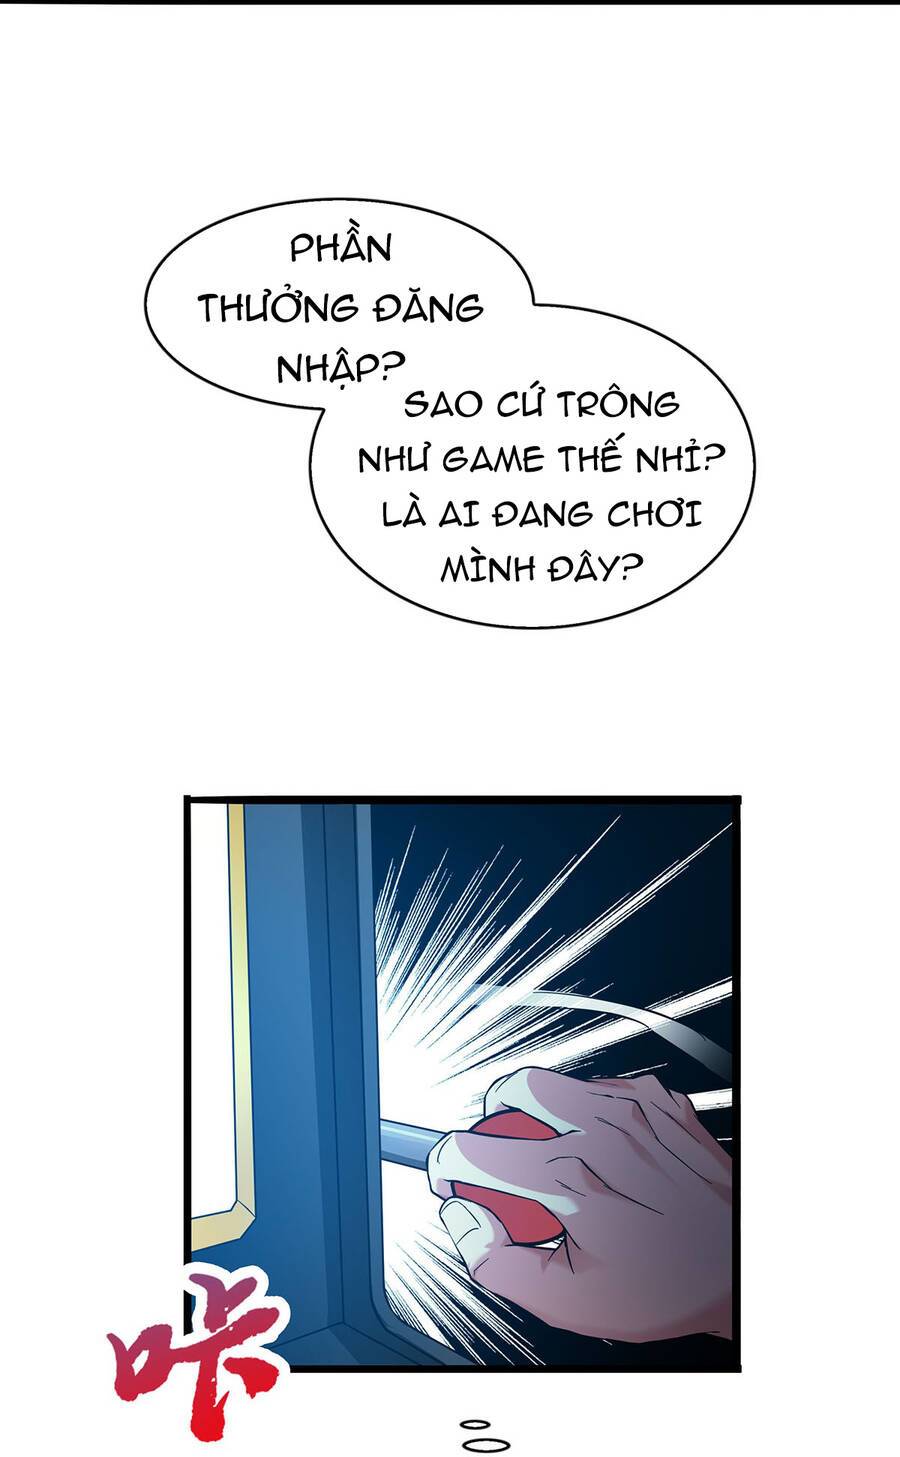 PHẦN
THƯỞNG ĐĂNG
NHẬP?
SAO CỨ TRÔNG
NHƯ GAME THẾ NHỈ?
LÀ AI ĐANG CHƠI
MÌNH ĐÂY?
咔